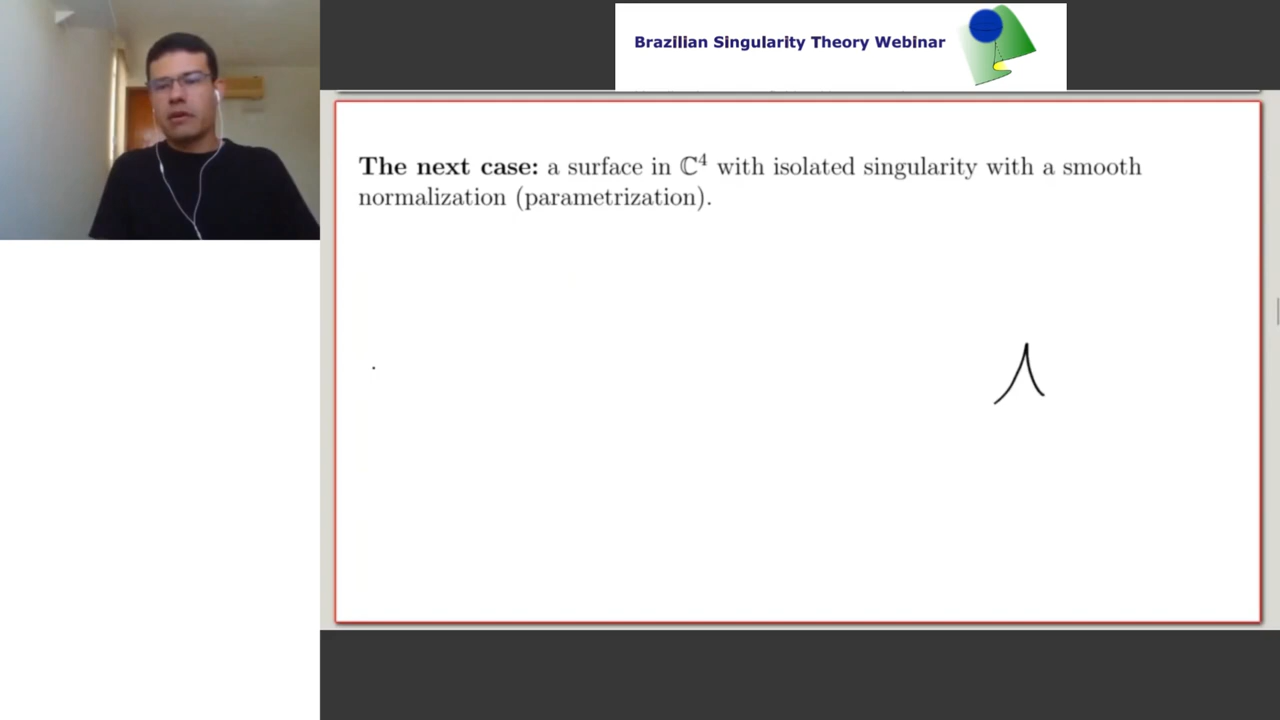 Brazilian Singularity Theory Webinar
The next case: a surface in ℂ⁴ with isolated singularity with a smooth
normalization (parametrization).